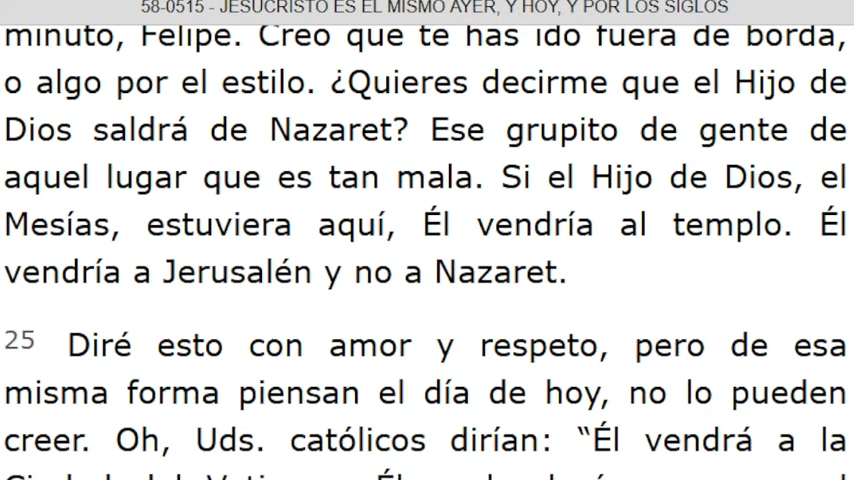 58-0515 - JESUCRISTO ES EL MISMO AYER, Y HOY, Y POR LOS SIGLOS
minuto, Felipe. Creo que te has ido fuera de borda,
o algo por el estilo. ¿Quieres decirme que el Hijo de
Dios saldrá de Nazaret? Ese grupito de gente de
aquel lugar que es tan mala. Si el Hijo de Dios, el
Mesías, estuviera aquí, Él vendría al templo. Él
vendría a Jerusalén y no a Nazaret.
25 Diré esto con amor y respeto, pero de esa
misma forma piensan el día de hoy, no lo pueden
creer. Oh, Uds. católicos dirían: “Él vendrá a la